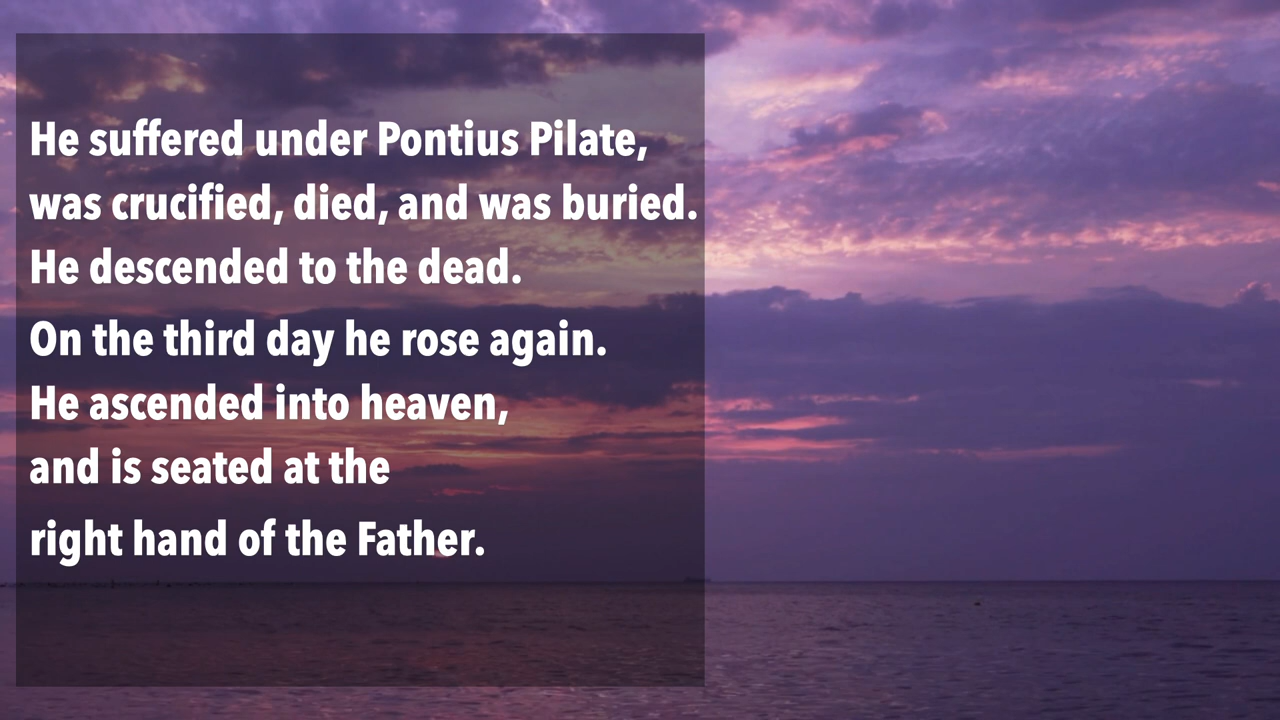 He suffered under Pontius Pilate,
was crucified, died, and was buried.
He descended to the dead.
On the third day he rose again.
He ascended into heaven,
and is seated at the
right hand of the Father.